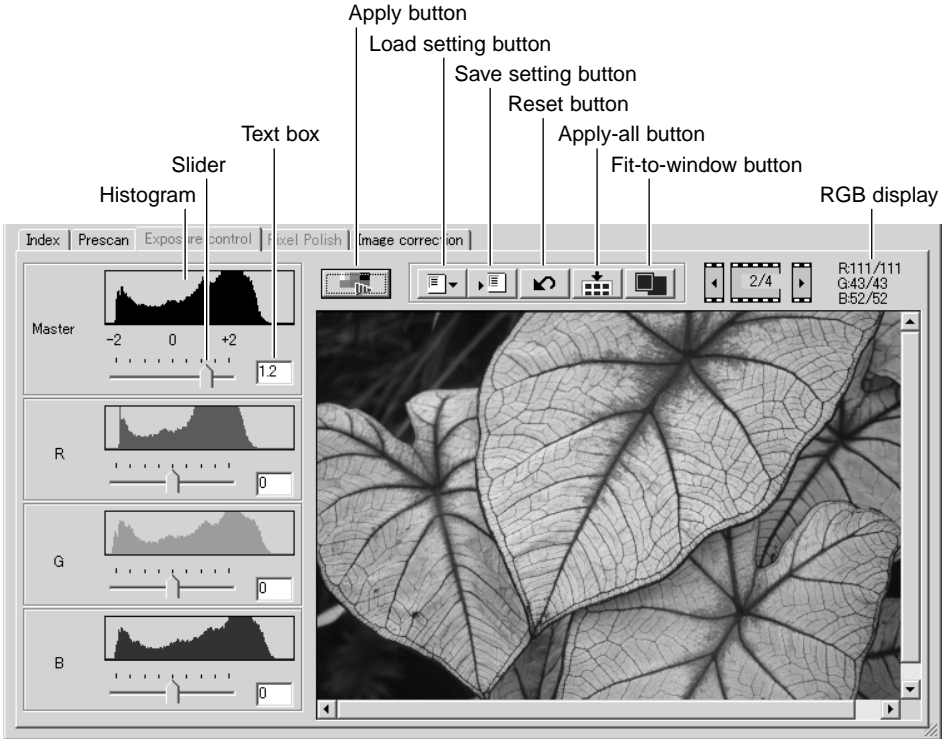 Apply button
Load setting button
Save setting button
Reset button
Text box
Apply-all button
Slider
Fit-to-window button
Histogram
RGB display
Index Prescan Exposure control Pixel Polish Image correction
2/4
R:111/111
G:43/43
B:52/52
Master
-2 0 +2
1.2
R
0
G
0
B
0